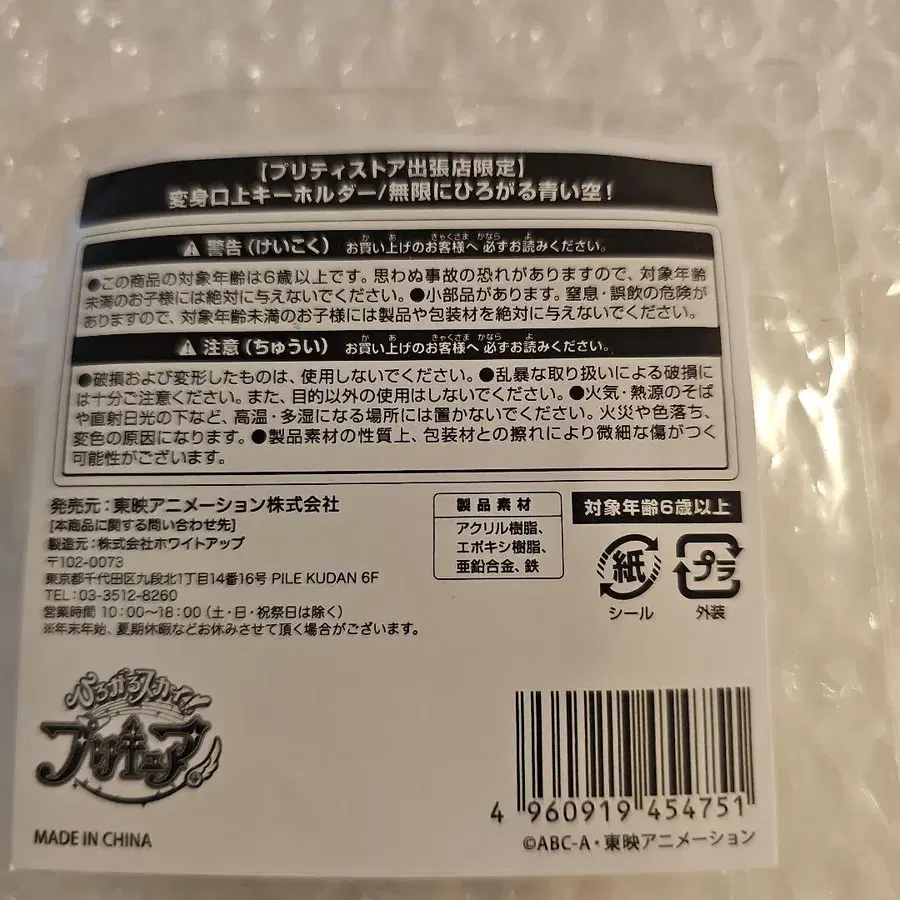 【プリティストア出張店限定】
変身口上キーホルダー/無限にひろがる青い空!
警告(けいこく) お買い上げのお客様へ必ずお読みください。
●この商品の対象年齢は6歳以上です。思わぬ事故の恐れがありますので、対象年齢
未満のお子様には絶対に与えないでください。●小部品があります。窒息・誤飲の危険が
ありますので、対象年齢未満のお子様には製品や包装材を絶対に与えないでください。
注意(ちゅうい) お買い上げのお客様へ必ずお読みください。
●破損および変形したものは、使用しないでください。●乱暴な取り扱いによる破損に
は十分ご注意ください。また、目的以外の使用はしないでください。●火気・熱源のそば
や直射日光の下など、高温・多湿になる場所には置かないでください。火災や色落ち、
変色の原因になります。●製品素材の性質上、包装材との擦れにより微細な傷がつく
可能性がございます。
発売元:東映アニメーション株式会社
[本商品に関する問い合わせ先]
製造元:株式会社ホワイトアップ
〒102-0073
東京都千代田区九段北1丁目14番16号 PILE KUDAN 6F
TEL:03-3512-8260
営業時間 10:00〜18:00(土・日・祝祭日は除く)
※年末年始、夏期休暇などお休みさせて頂く場合がございます。
製品素材
アクリル樹脂、
エポキシ樹脂、
亜鉛合金、鉄
対象年齢6歳以上
紙
シール
プラ
外装
ひろがるスカイ!
プリキュア
MADE IN CHINA
4 960919 454751
©ABC-A・東映アニメーション